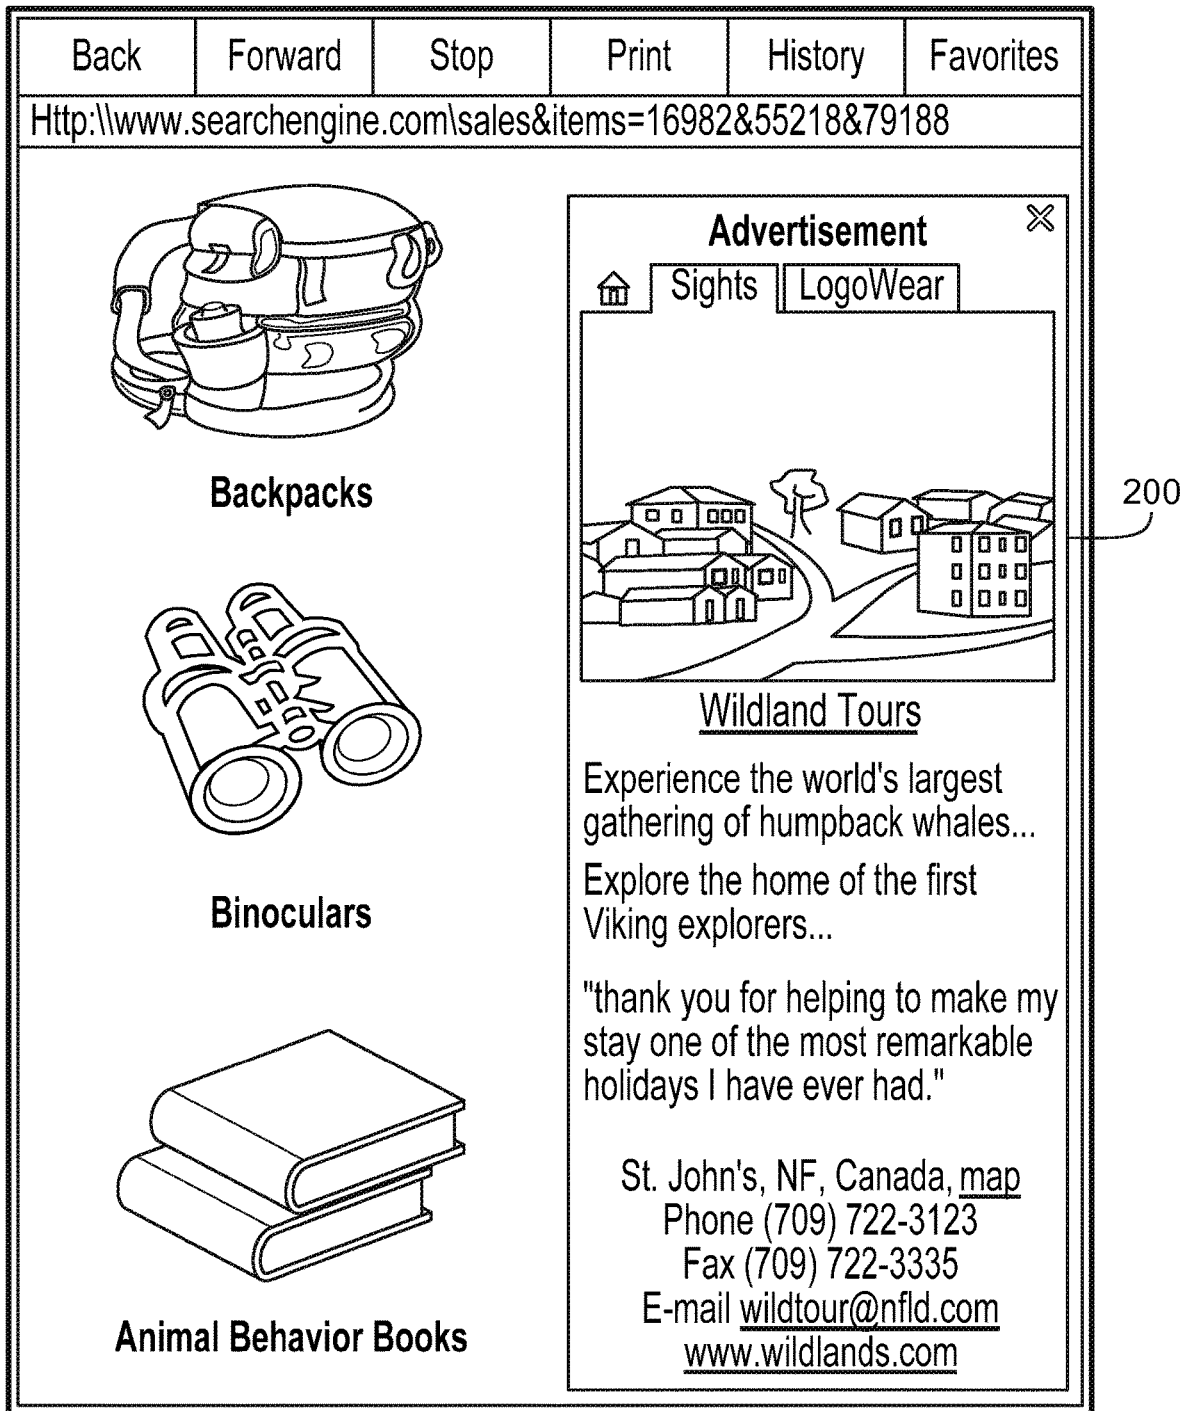 Back Forward Stop Print History Favorites
Http:\\www.searchengine.com\sales&items=16982&55218&79188
Backpacks
Binoculars
Animal Behavior Books
Advertisement
Sights LogoWear
Wildland Tours
Experience the world's largest
gathering of humpback whales...
Explore the home of the first
Viking explorers...
"thank you for helping to make my
stay one of the most remarkable
holidays I have ever had."
St. John's, NF, Canada, map
Phone (709) 722-3123
Fax (709) 722-3335
E-mail wildtour@nfld.com
www.wildlands.com
200